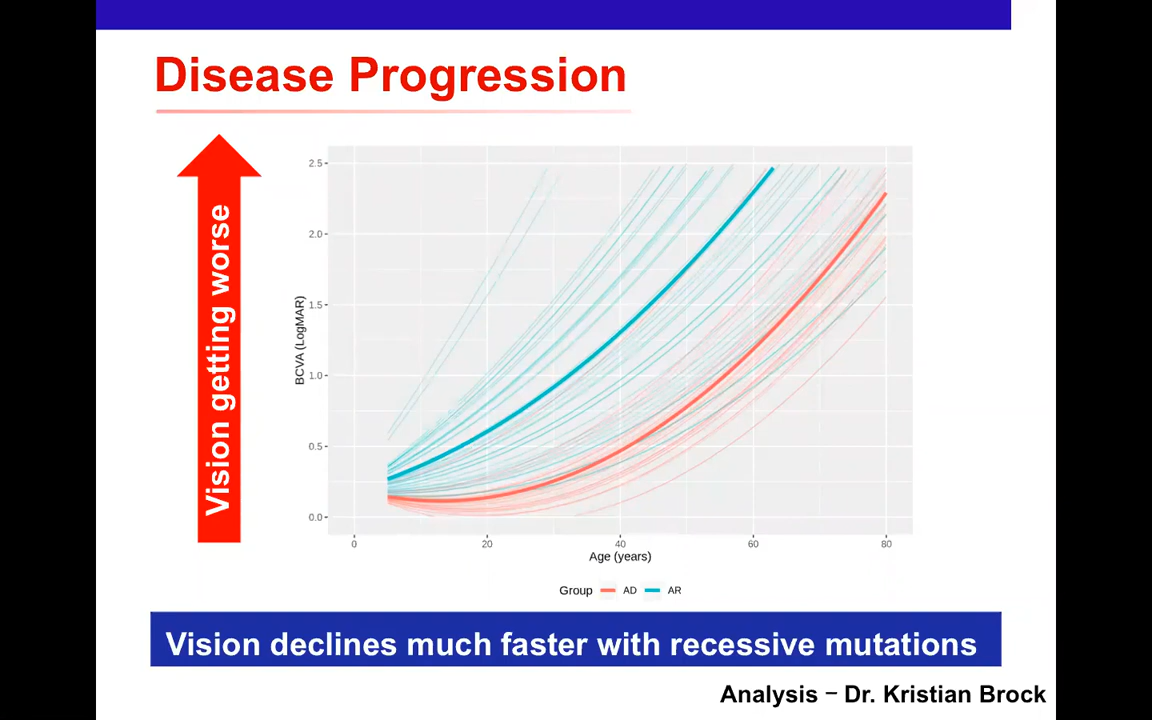 Disease Progression
Vision getting worse
BCVA (LogMAR)
2.5
2.0
1.5
1.0
0.5
0.0
0 20 40 60 80
Age (years)
Group AD AR
Vision declines much faster with recessive mutations
Analysis – Dr. Kristian Brock